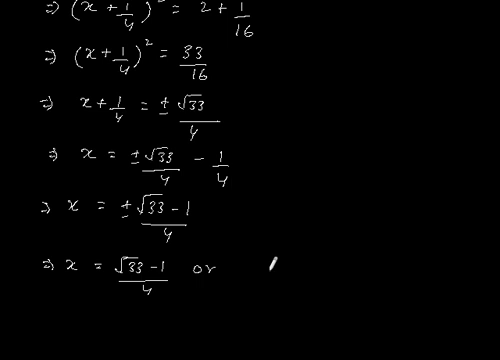 =) (x + 1/4)² = 2 + 1/16
=) (x + 1/4)² = 33/16
=) x + 1/4 = ± √33/4
=) x = ± √33/4 - 1/4
=) x = ± √33 - 1/4
=) x = √33 - 1/4 or